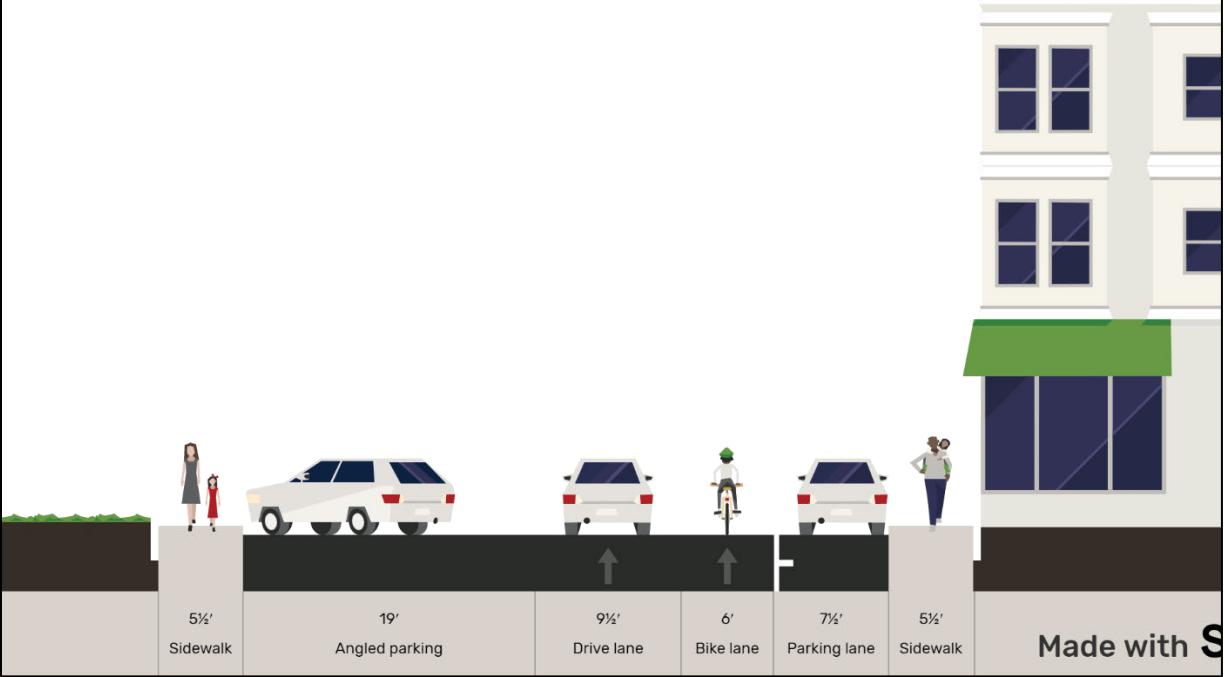 5½′
Sidewalk
19′
Angled parking
9½′
Drive lane
6′
Bike lane
7½′
Parking lane
5½′
Sidewalk
Made with S